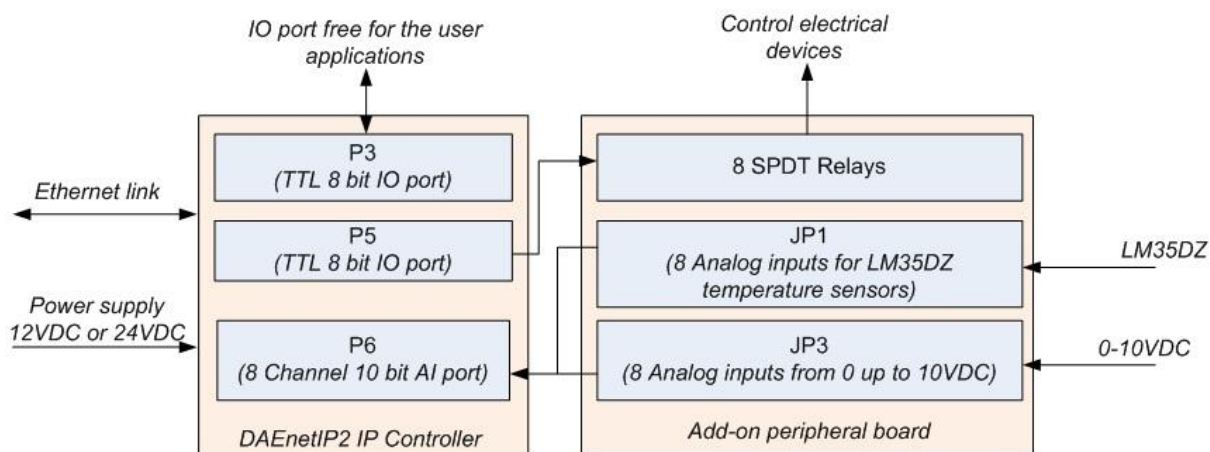 IO port free for the user
applications
Control electrical
devices
P3
(TTL 8 bit IO port)
8 SPDT Relays
Ethernet link
P5
(TTL 8 bit IO port)
JP1
(8 Analog inputs for LM35DZ
temperature sensors)
LM35DZ
Power supply
12VDC or 24VDC
P6
(8 Channel 10 bit AI port)
JP3
(8 Analog inputs from 0 up to 10VDC)
0-10VDC
DAEnetIP2 IP Controller
Add-on peripheral board